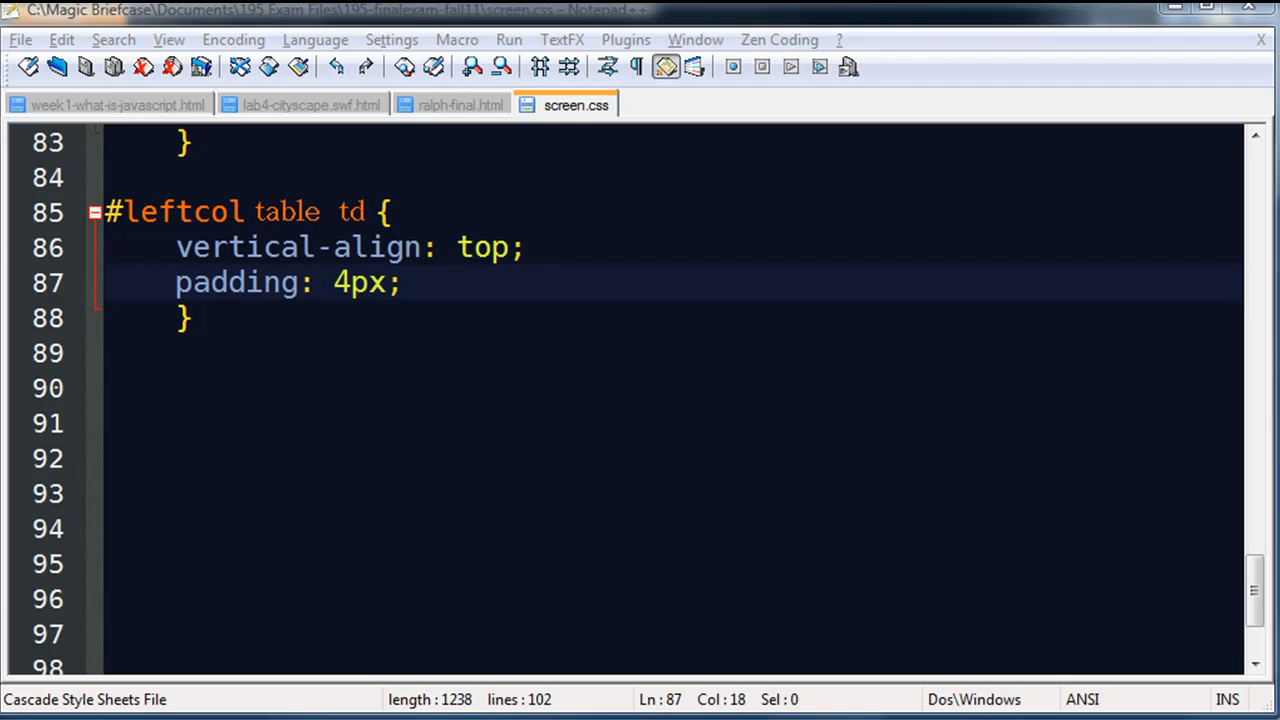 C:\Magic Briefcase\Documents\195 Exam Files\195-finalexam-fall11\screen.css - Notepad++
File Edit Search View Encoding Language Settings Macro Run TextFX Plugins Window Zen Coding ? X
week1-what-is-javascript.html lab4-cityscape.swf.html ralph-final.html screen.css
83 }
84
85 #leftcol table td {
86 vertical-align: top;
87 padding: 4px;
88 }
89
90
91
92
93
94
95
96
97
98
Cascade Style Sheets File length : 1238 lines : 102 Ln : 87 Col : 18 Sel : 0 Dos\Windows ANSI INS